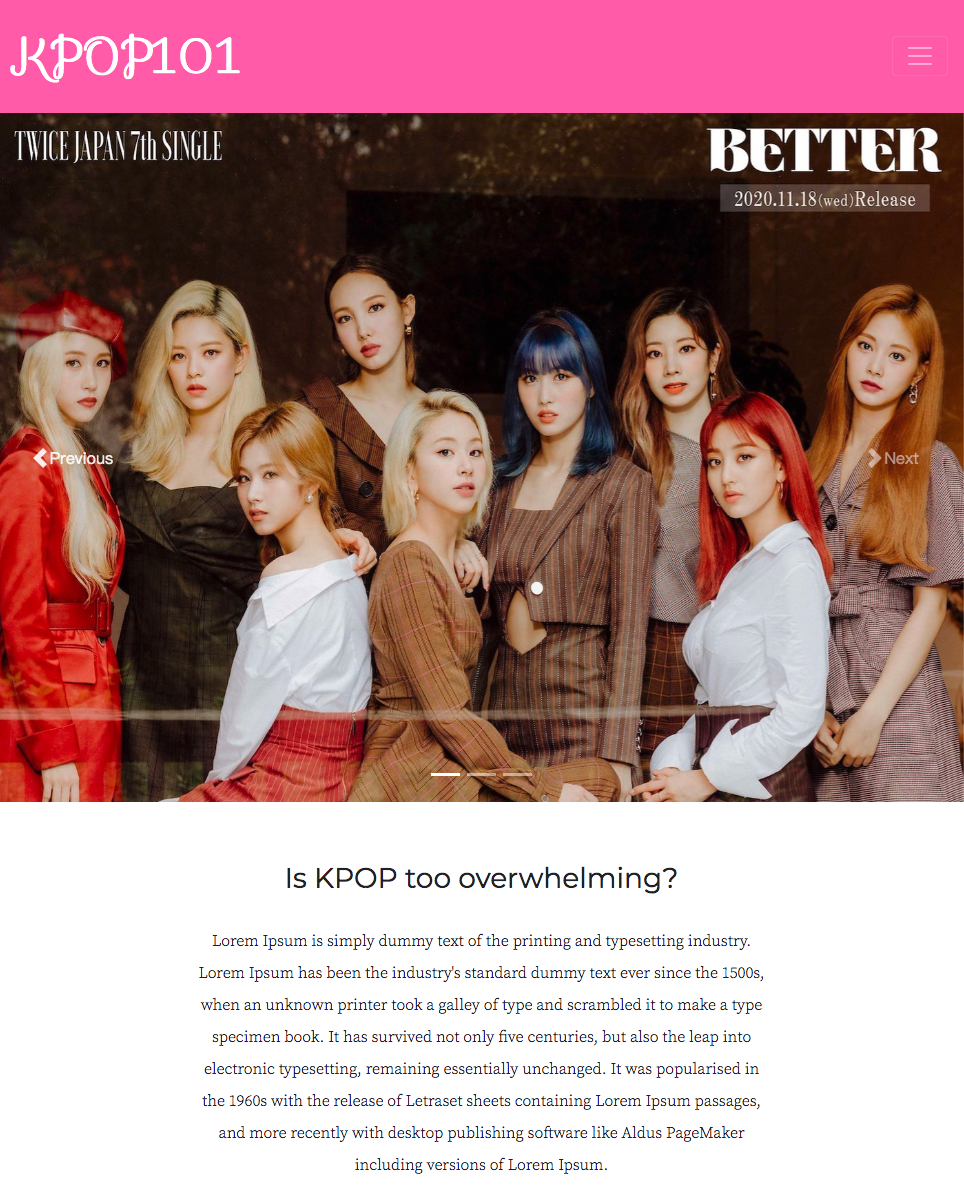 KPOP101
TWICE JAPAN 7th SINGLE
BETTER
2020.11.18(wed)Release
Previous
Next
Is KPOP too overwhelming?
Lorem Ipsum is simply dummy text of the printing and typesetting industry.
Lorem Ipsum has been the industry's standard dummy text ever since the 1500s,
when an unknown printer took a galley of type and scrambled it to make a type
specimen book. It has survived not only five centuries, but also the leap into
electronic typesetting, remaining essentially unchanged. It was popularised in
the 1960s with the release of Letraset sheets containing Lorem Ipsum passages,
and more recently with desktop publishing software like Aldus PageMaker
including versions of Lorem Ipsum.